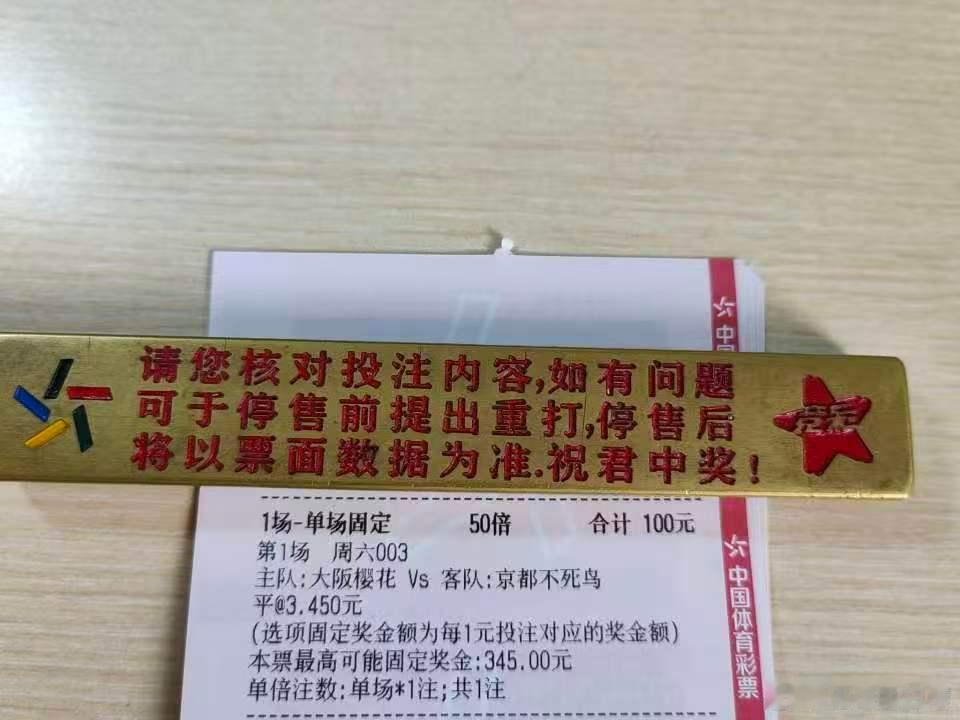 中国
请您核对投注内容,如有问题
可于停售前提出重打,停售后
将以票面数据为准.祝君中奖!
1场-单场固定 50倍 合计 100元
第1场 周六003
主队:大阪樱花 Vs 客队:京都不死鸟
平@3.450元
(选项固定奖金额为每1元投注对应的奖金额)
本票最高可能固定奖金:345.00元
单倍注数:单场*1注;共1注
中国体育彩票